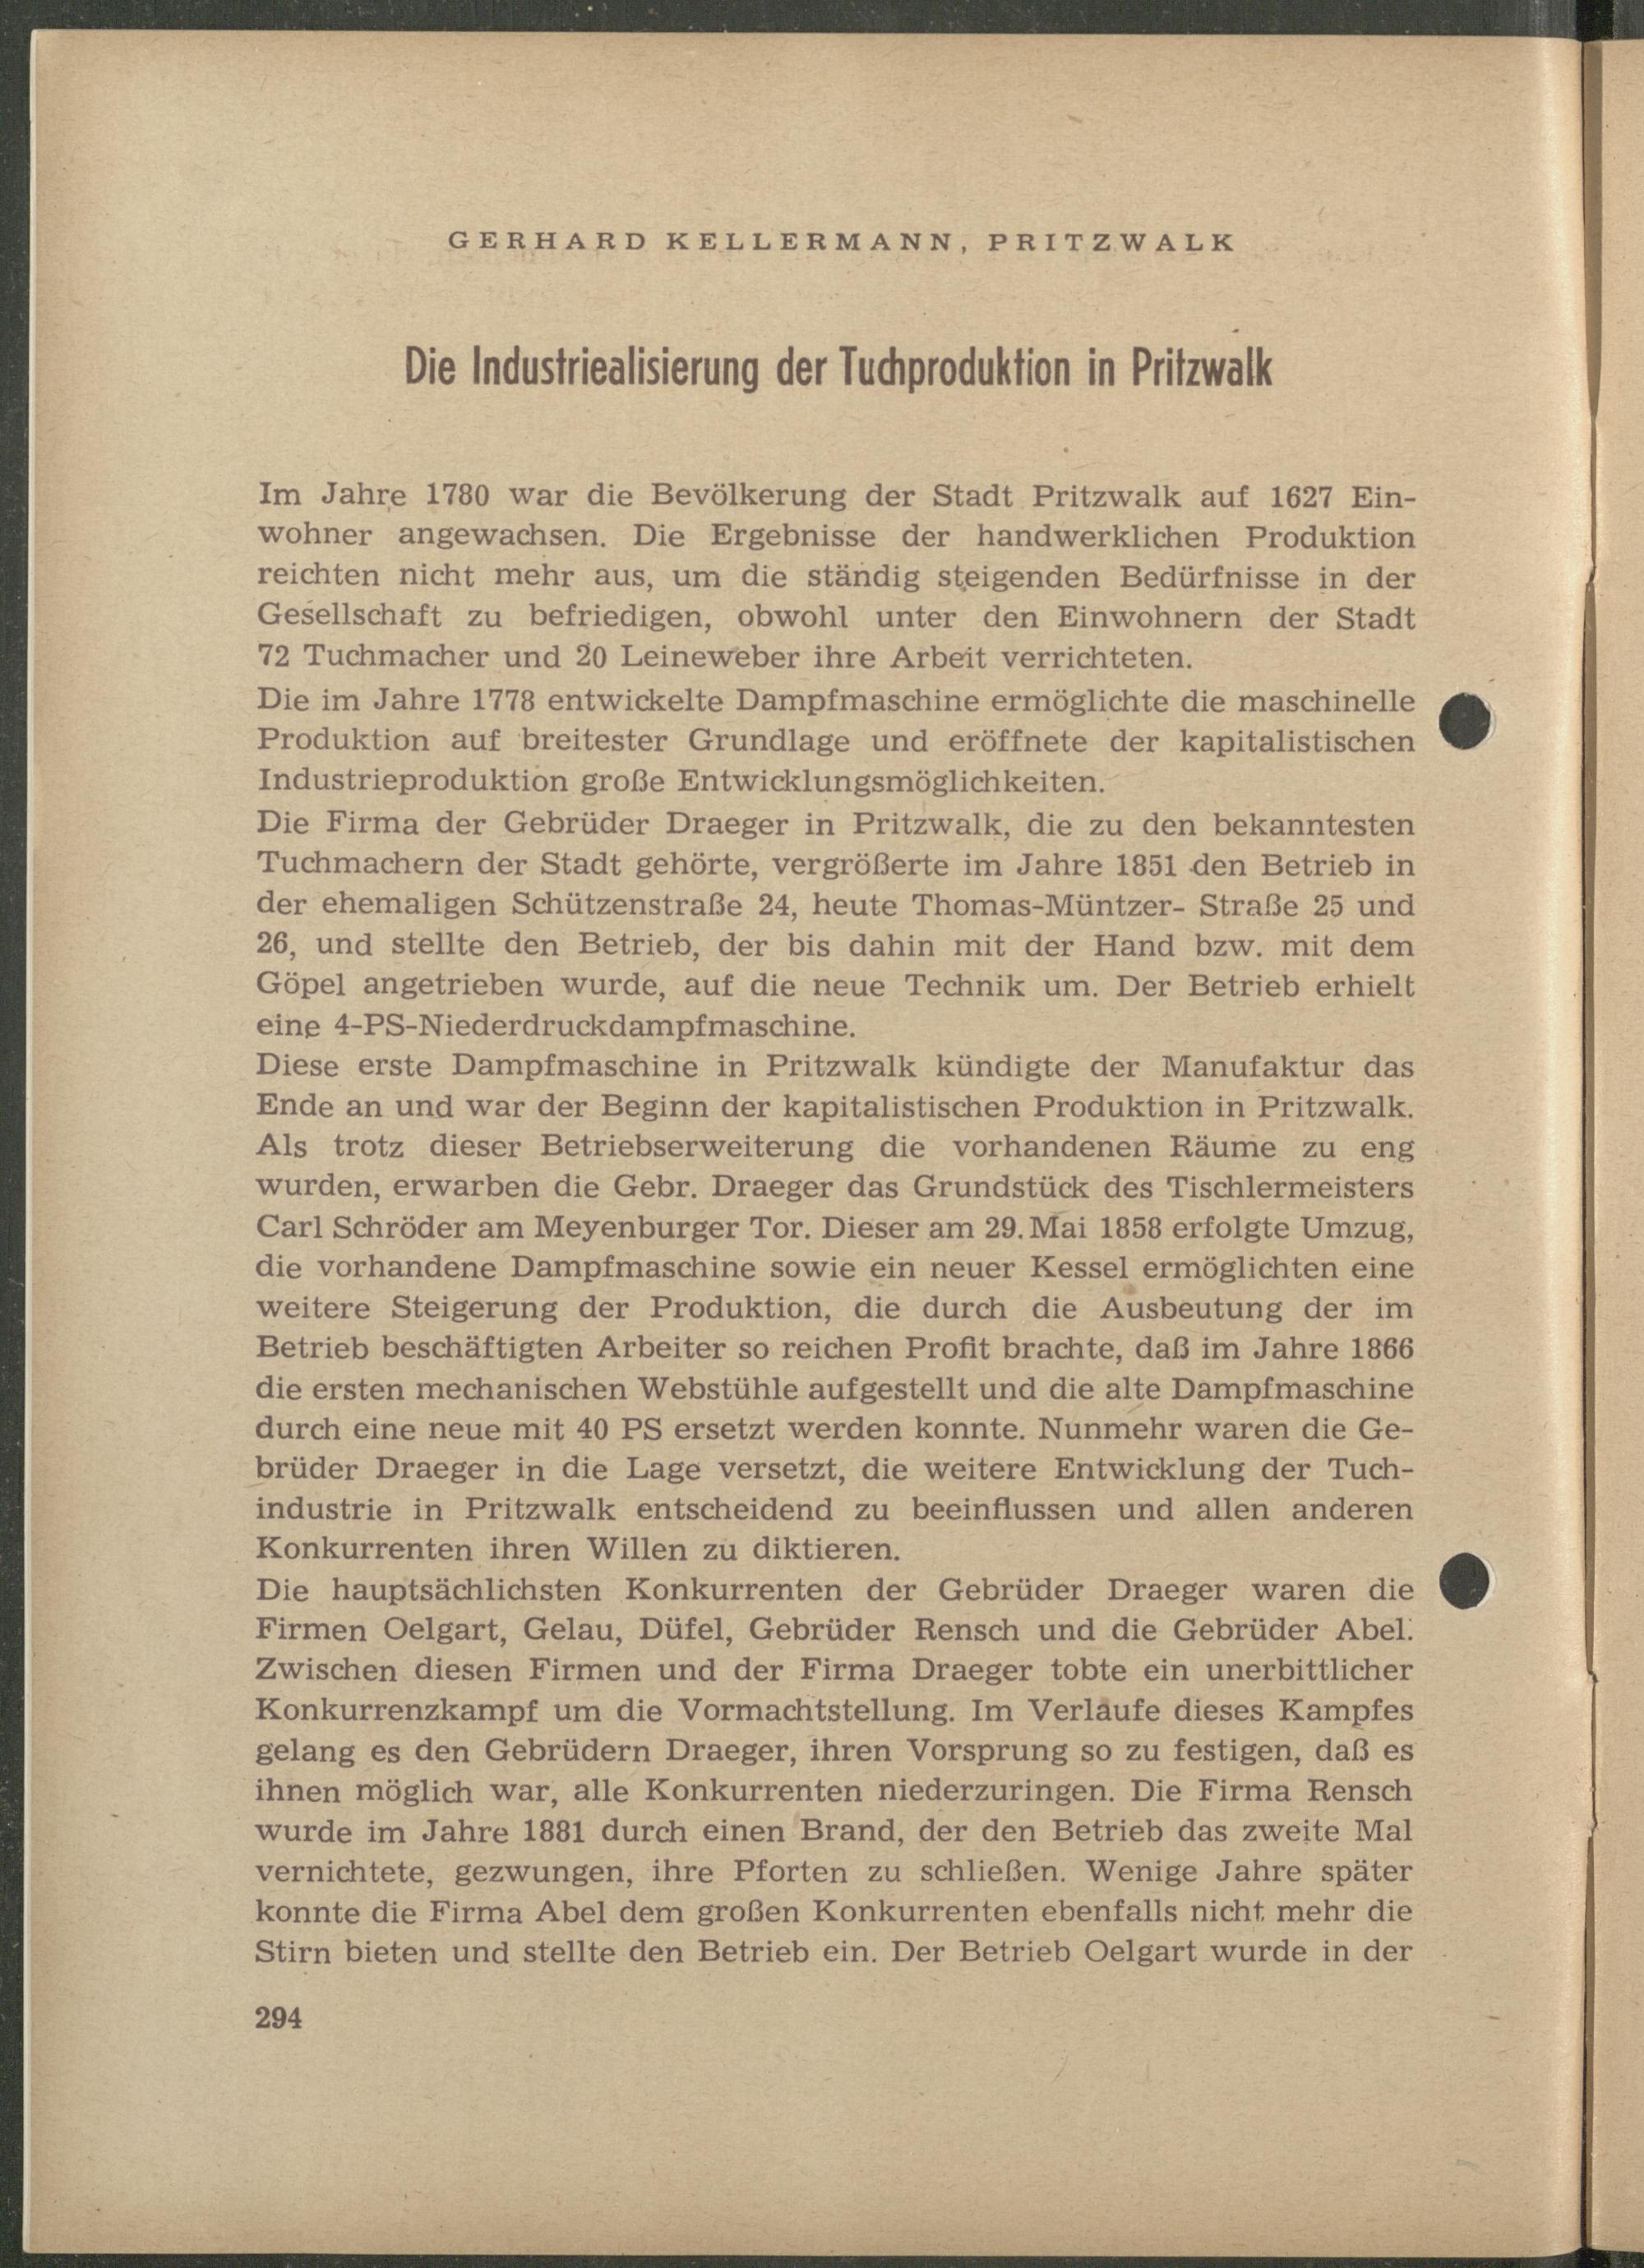 GERHARD KELLERMANN, PRITZWALK
Die Industriealisierung der Tuchproduktion in Pritzwalk
Im Jahre 1780 war die Bevölkerung der Stadt Pritzwalk auf 1627 Ein-
wohner angewachsen. Die Ergebnisse der handwerklichen Produktion
reichten nicht mehr aus, um die ständig steigenden Bedürfnisse in der
Gesellschaft zu befriedigen, obwohl unter den Einwohnern der Stadt
72 Tuchmacher und 20 Leineweber ihre Arbeit verrichteten.
Die im Jahre 1778 entwickelte Dampfmaschine ermöglichte die maschinelle
Produktion auf breitester Grundlage und eröffnete der kapitalistischen
Industrieproduktion große Entwicklungsmöglichkeiten.
Die Firma der Gebrüder Draeger in Pritzwalk, die zu den bekanntesten
Tuchmachern der Stadt gehörte, vergrößerte im Jahre 1851 den Betrieb in
der ehemaligen Schützenstraße 24, heute Thomas-Müntzer- Straße 25 und
26, und stellte den Betrieb, der bis dahin mit der Hand bzw. mit dem
Göpel angetrieben wurde, auf die neue Technik um. Der Betrieb erhielt
eine 4-PS-Niederdruckdampfmaschine.
Diese erste Dampfmaschine in Pritzwalk kündigte der Manufaktur das
Ende an und war der Beginn der kapitalistischen Produktion in Pritzwalk.
Als trotz dieser Betriebserweiterung die vorhandenen Räume zu eng
wurden, erwarben die Gebr. Draeger das Grundstück des Tischlermeisters
Carl Schröder am Meyenburger Tor. Dieser am 29. Mai 1858 erfolgte Umzug,
die vorhandene Dampfmaschine sowie ein neuer Kessel ermöglichten eine
weitere Steigerung der Produktion, die durch die Ausbeutung der im
Betrieb beschäftigten Arbeiter so reichen Profit brachte, daß im Jahre 1866
die ersten mechanischen Webstühle aufgestellt und die alte Dampfmaschine
durch eine neue mit 40 PS ersetzt werden konnte. Nunmehr waren die Ge-
brüder Draeger in die Lage versetzt, die weitere Entwicklung der Tuch-
industrie in Pritzwalk entscheidend zu beeinflussen und allen anderen
Konkurrenten ihren Willen zu diktieren.
Die hauptsächlichsten Konkurrenten der Gebrüder Draeger waren die
Firmen Oelgart, Gelau, Düfel, Gebrüder Rensch und die Gebrüder Abel.
Zwischen diesen Firmen und der Firma Draeger tobte ein unerbittlicher
Konkurrenzkampf um die Vormachtstellung. Im Verlaufe dieses Kampfes
gelang es den Gebrüdern Draeger, ihren Vorsprung so zu festigen, daß es
ihnen möglich war, alle Konkurrenten niederzuringen. Die Firma Rensch
wurde im Jahre 1881 durch einen Brand, der den Betrieb das zweite Mal
vernichtete, gezwungen, ihre Pforten zu schließen. Wenige Jahre später
konnte die Firma Abel dem großen Konkurrenten ebenfalls nicht mehr die
Stirn bieten und stellte den Betrieb ein. Der Betrieb Oelgart wurde in der
294